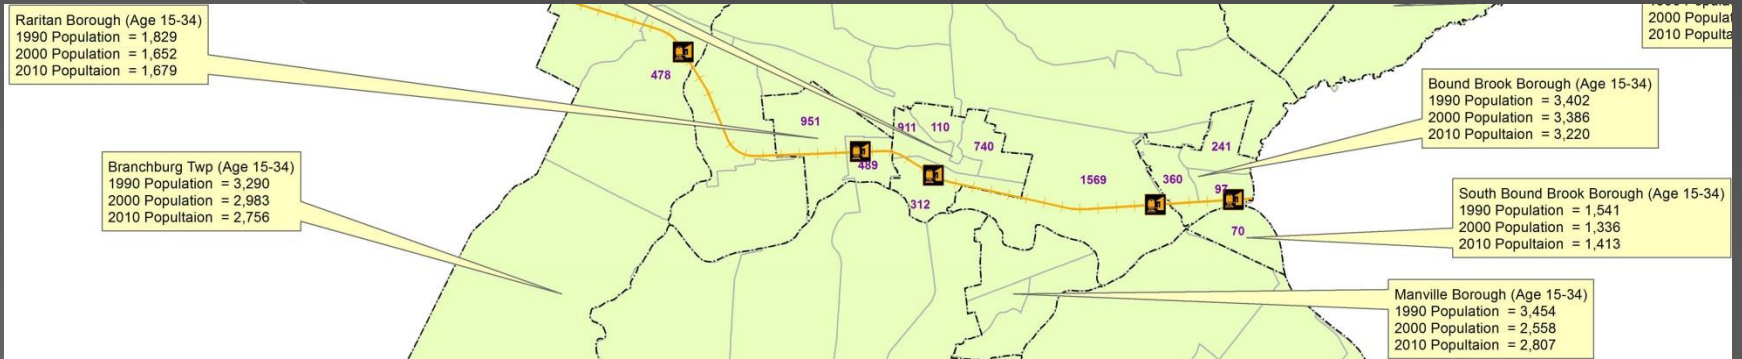 Raritan Borough (Age 15-34)
1990 Population = 1,829
2000 Population = 1,652
2010 Popultaion = 1,679
2000 Populat
2010 Populta
478
Bound Brook Borough (Age 15-34)
1990 Population = 3,402
2000 Population = 3,386
2010 Popultaion = 3,220
951
911
110
740
241
Branchburg Twp (Age 15-34)
1990 Population = 3,290
2000 Population = 2,983
2010 Popultaion = 2,756
489
1569
360
97
312
South Bound Brook Borough (Age 15-34)
1990 Population = 1,541
2000 Population = 1,336
2010 Popultaion = 1,413
70
Manville Borough (Age 15-34)
1990 Population = 3,454
2000 Population = 2,558
2010 Popultaion = 2,807